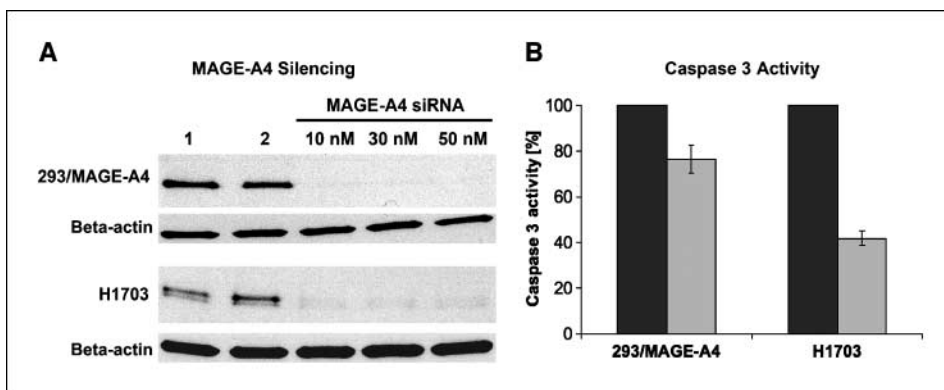 A
MAGE-A4 Silencing
MAGE-A4 siRNA
1 2 10 nM 30 nM 50 nM
293/MAGE-A4
Beta-actin
H1703
Beta-actin
B
Caspase 3 Activity
Caspase 3 activity [%]
100
80
60
40
20
0
293/MAGE-A4 H1703